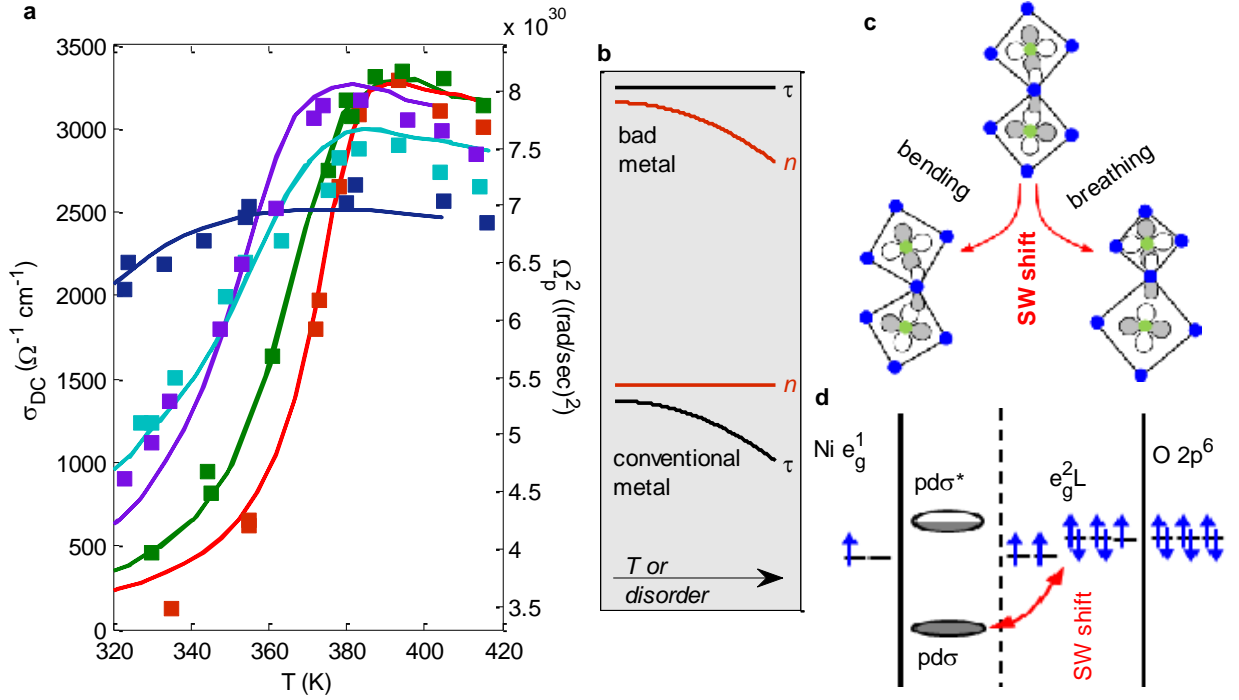 a
x 10^30
3500
3000
2500
2000
1500
1000
500
0
σ_DC (Ω^-1 cm^-1)
320
340
360
380
400
420
T (K)
8
7.5
7
6.5
6
5.5
5
4.5
4
3.5
Ω_p^2 ((rad/sec)^2)
b
τ
bad
metal
n
n
conventional
metal
τ
T or
disorder
c
bending
breathing
SW shift
d
Ni e_g^1
pdσ*
e_g^2L
O 2p^6
pdσ
SW shift